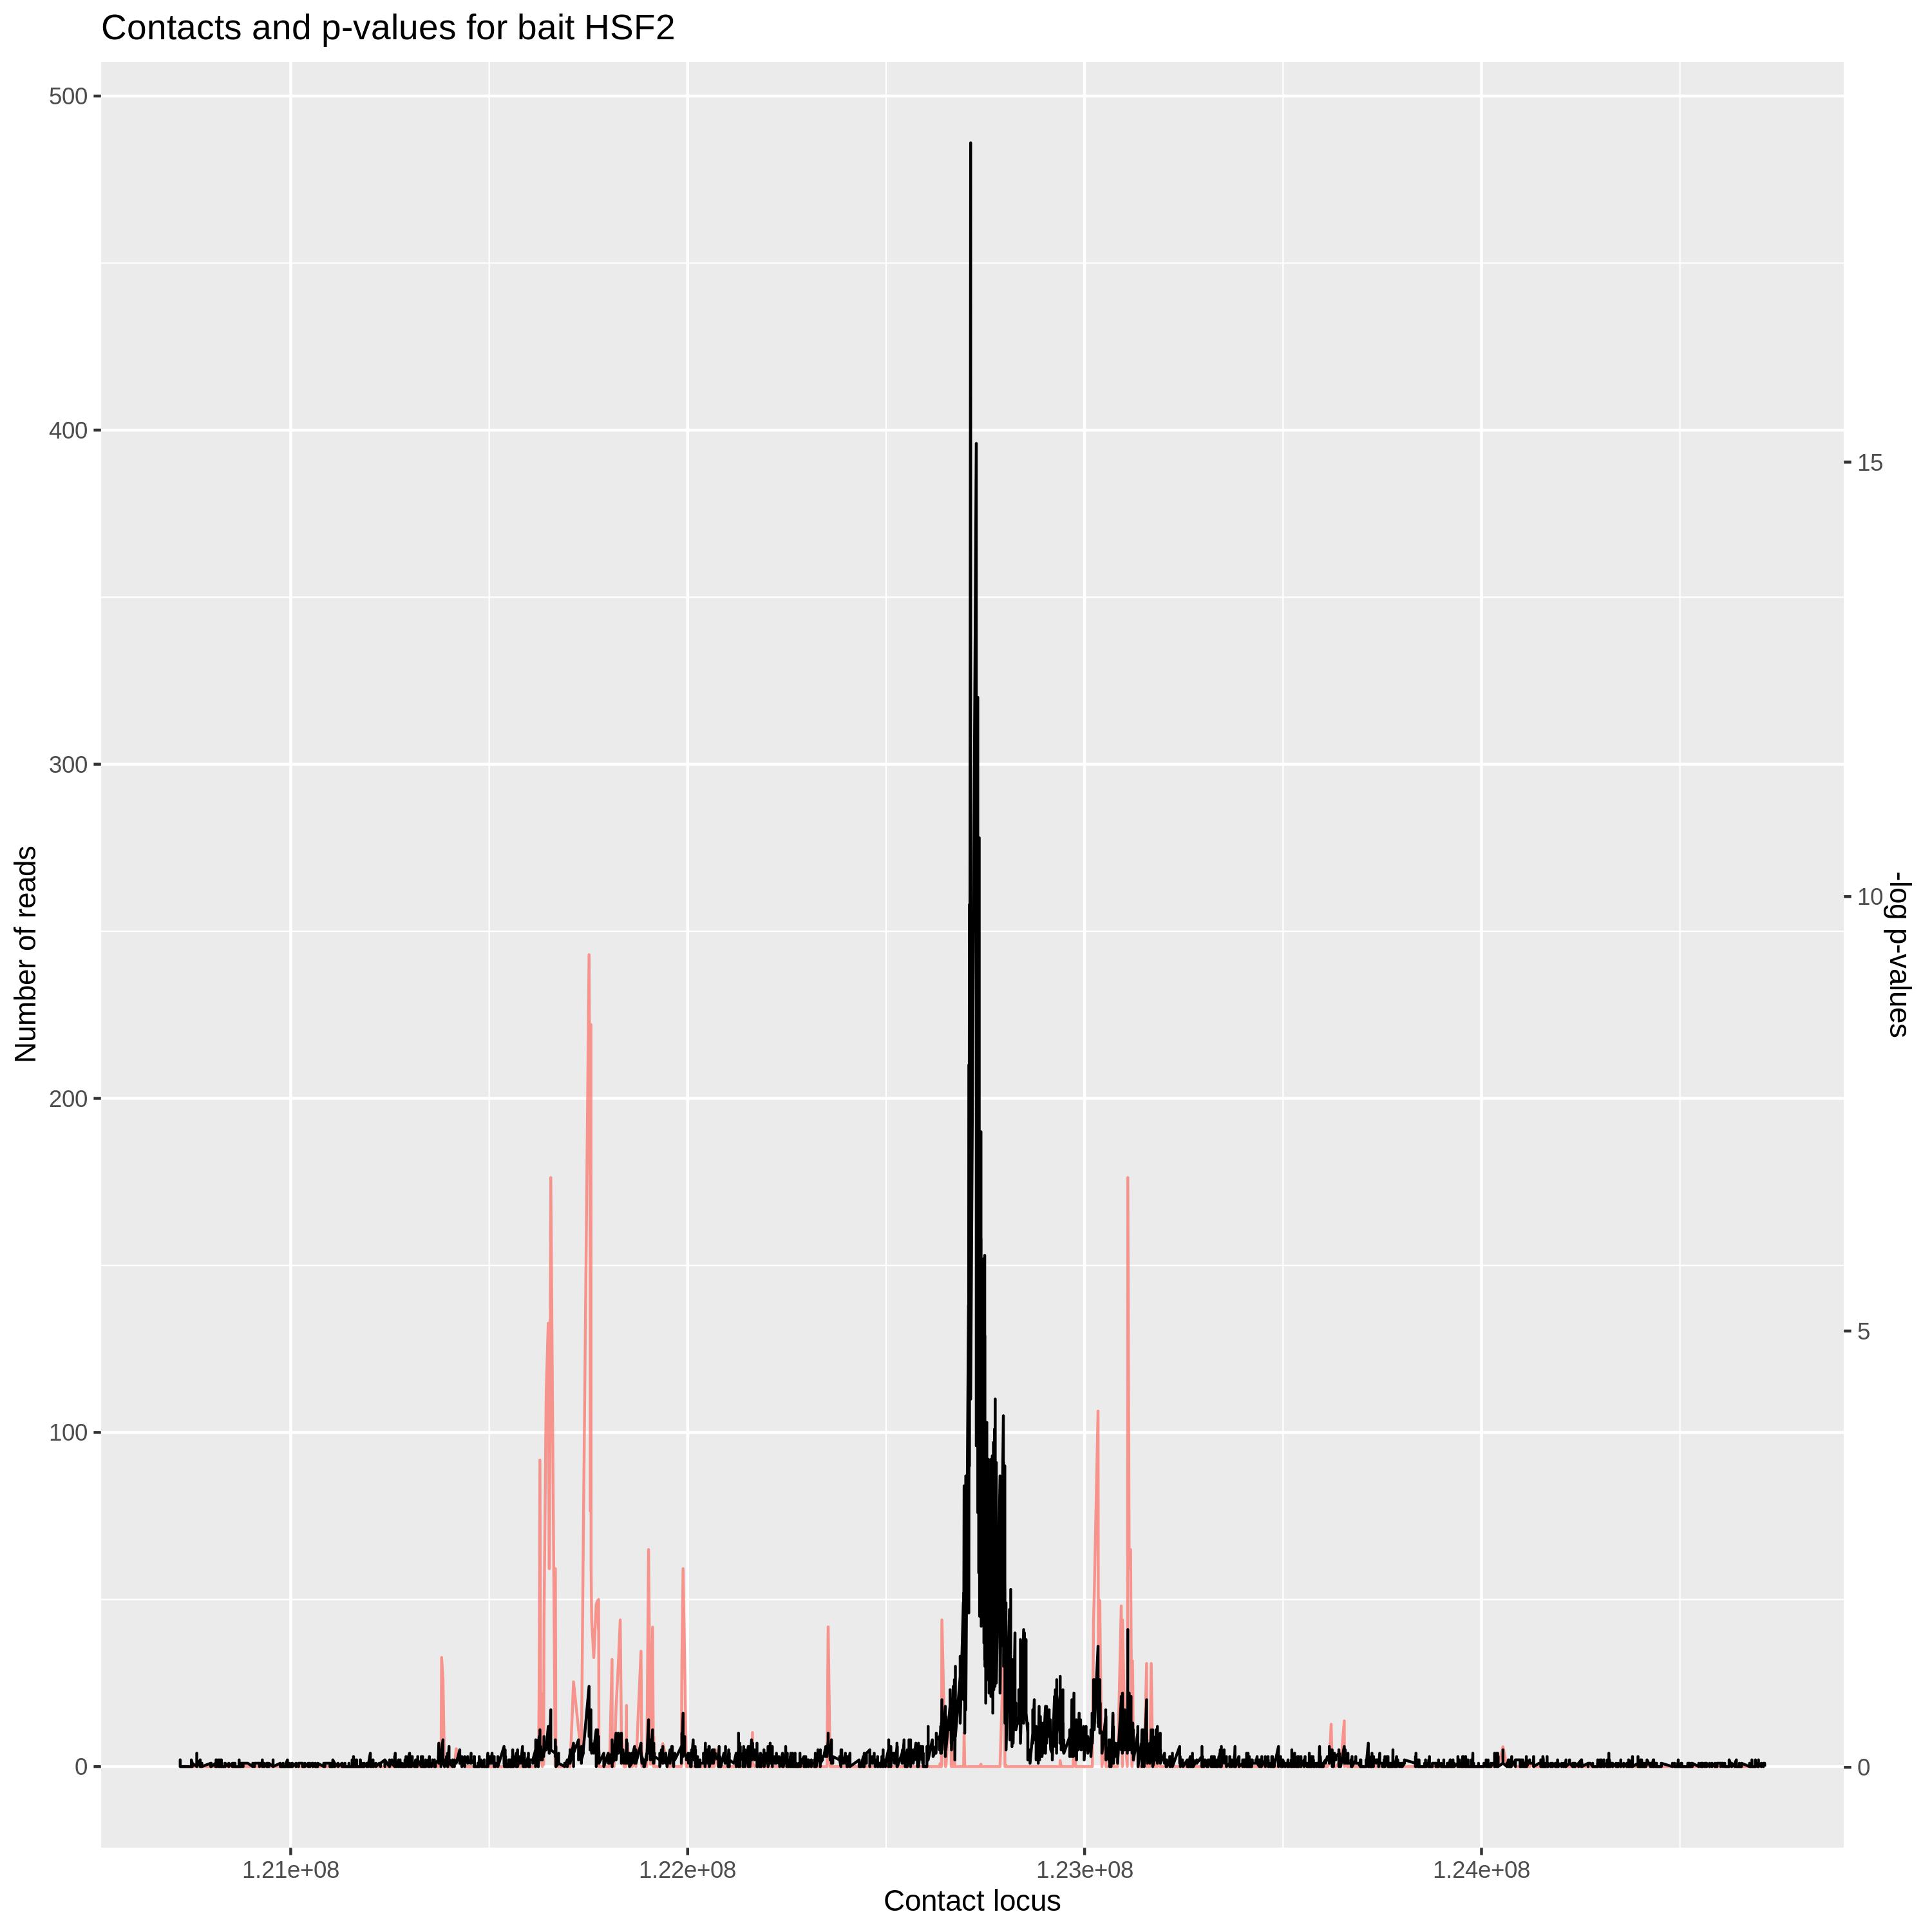 Contacts and p-values for bait HSF2
500
400
300
200
100
0
Number of reads
15
10
5
0
-log p-values
1.21e+08 1.22e+08 1.23e+08 1.24e+08
Contact locus